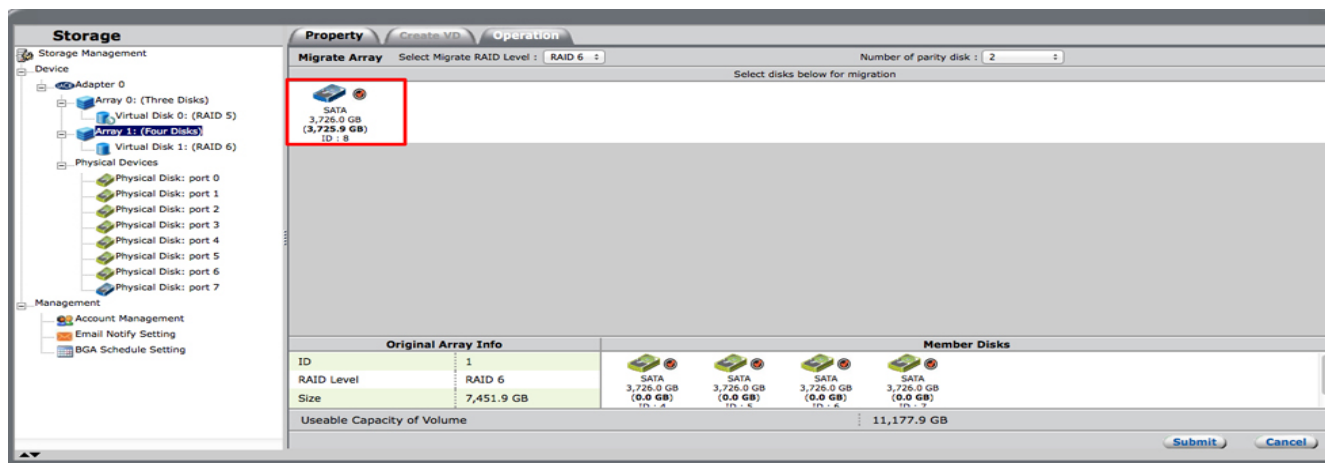 Storage
Storage Management
Device
Adapter 0
Array 0: (Three Disks)
Virtual Disk 0: (RAID 5)
Array 1: (Four Disks)
Virtual Disk 1: (RAID 6)
Physical Devices
Physical Disk: port 0
Physical Disk: port 1
Physical Disk: port 2
Physical Disk: port 3
Physical Disk: port 4
Physical Disk: port 5
Physical Disk: port 6
Physical Disk: port 7
Management
Account Management
Email Notify Setting
BGA Schedule Setting
Property Create VD Operation
Migrate Array Select Migrate RAID Level : RAID 6 Number of parity disk : 2
Select disks below for migration
SATA
3,726.0 GB
(3,725.9 GB)
ID : 8
Original Array Info Member Disks
ID 1
RAID Level RAID 6
Size 7,451.9 GB
SATA SATA SATA SATA
3,726.0 GB 3,726.0 GB 3,726.0 GB 3,726.0 GB
(0.0 GB) (0.0 GB) (0.0 GB) (0.0 GB)
ID : 4 ID : 5 ID : 6 ID : 7
Useable Capacity of Volume 11,177.9 GB
Submit Cancel